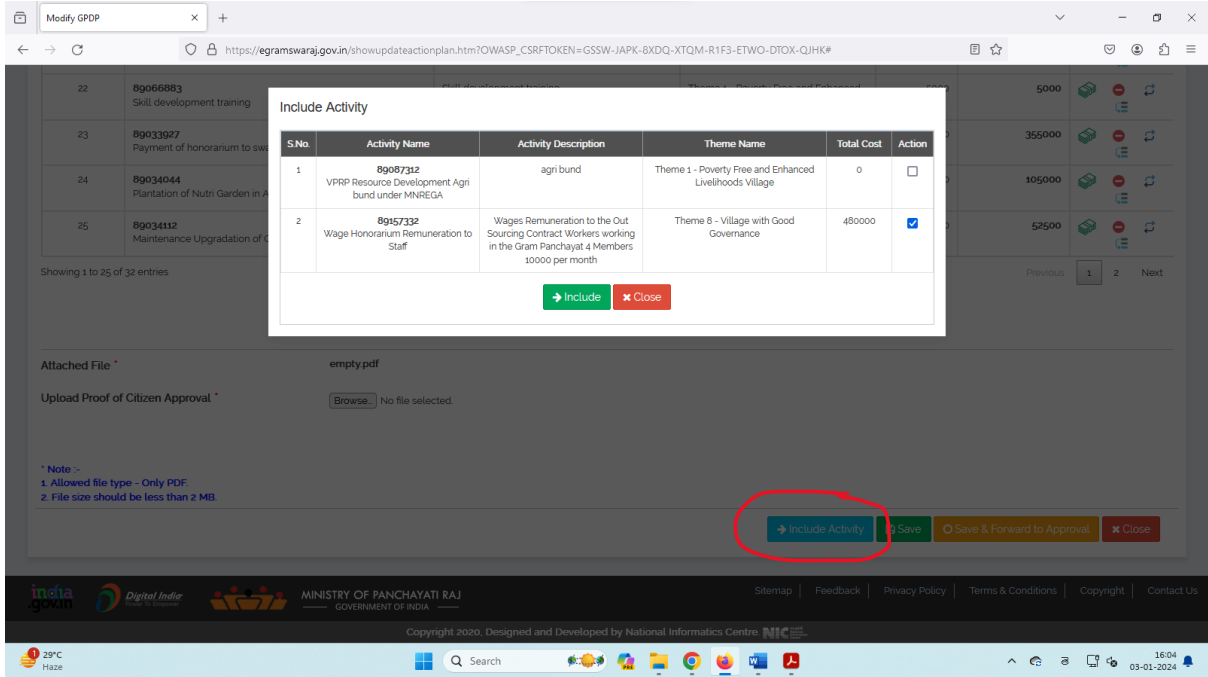 Modify GPDP
https://egramswaraj.gov.in/showupdateactionplan.htm?OWASP_CSRFTOKEN=GSSW-JAPK-8XDQ-XTQM-R1F3-ETWO-DTOX-QJHK#
22 89066883 5000
Skill development training
23 89033927 355000
Payment of honorarium to
24 89034044 105000
Plantation of Nutri Garden in A
25 89034112 52500
Maintenance Upgradation of
Include Activity
S.No. Activity Name Activity Description Theme Name Total Cost Action
1 89087312 agri bund Theme 1 - Poverty Free and Enhanced 0
VPRP Resource Development Agri Livelihoods Village
bund under MNREGA
2 89157332 Wages Remuneration to the Out Theme 8 - Village with Good 480000
Wage Honorarium Remuneration to Sourcing Contract Workers working Governance
Staff in the Gram Panchayat 4 Members
10000 per month
Include Close
Showing 1 to 25 of 32 entries Previous 1 2 Next
Attached File * empty.pdf
Upload Proof of Citizen Approval * Browse... No file selected.
* Note :-
1. Allowed file type - Only PDF.
2. File size should be less than 2 MB.
Include Activity Save Save & Forward to Approval Close
india.gov.in Digital India MINISTRY OF PANCHAYATI RAJ Sitemap | Feedback | Privacy Policy | Terms & Conditions | Copyright | Contact Us
Power To Empower GOVERNMENT OF INDIA
Copyright 2020, Designed and Developed by National Informatics Centre. NIC
1 29°C Search 16:04
Haze 03-01-2024